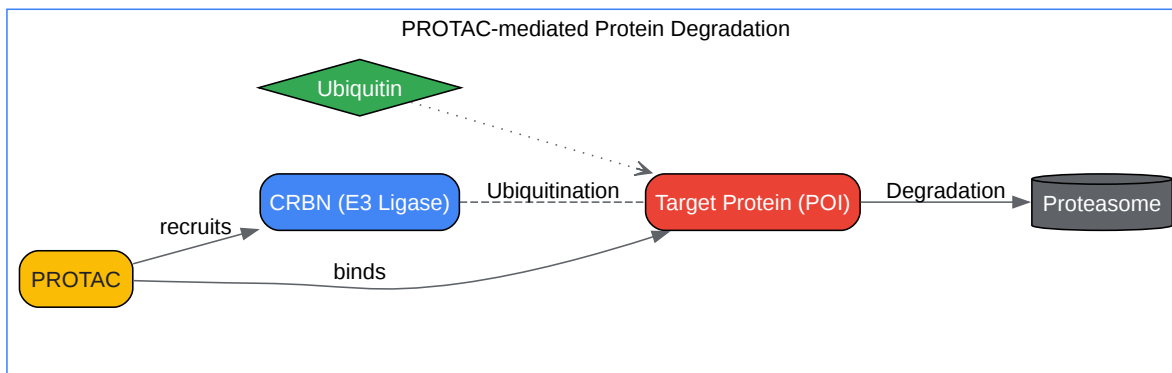 PROTAC-mediated Protein Degradation
Ubiquitin
CRBN (E3 Ligase)
Ubiquitination
Target Protein (POI)
Degradation
Proteasome
recruits
PROTAC
binds